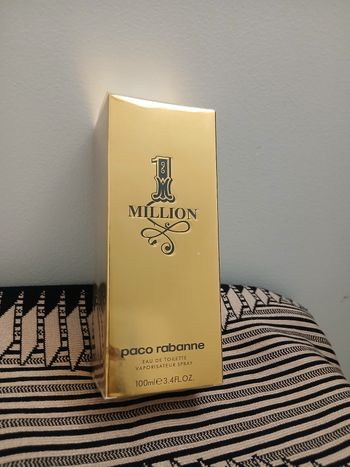 1
MILLION
paco rabanne
EAU DE TOILETTE
VAPORISATEUR SPRAY
100ml℮3.4FL.OZ.